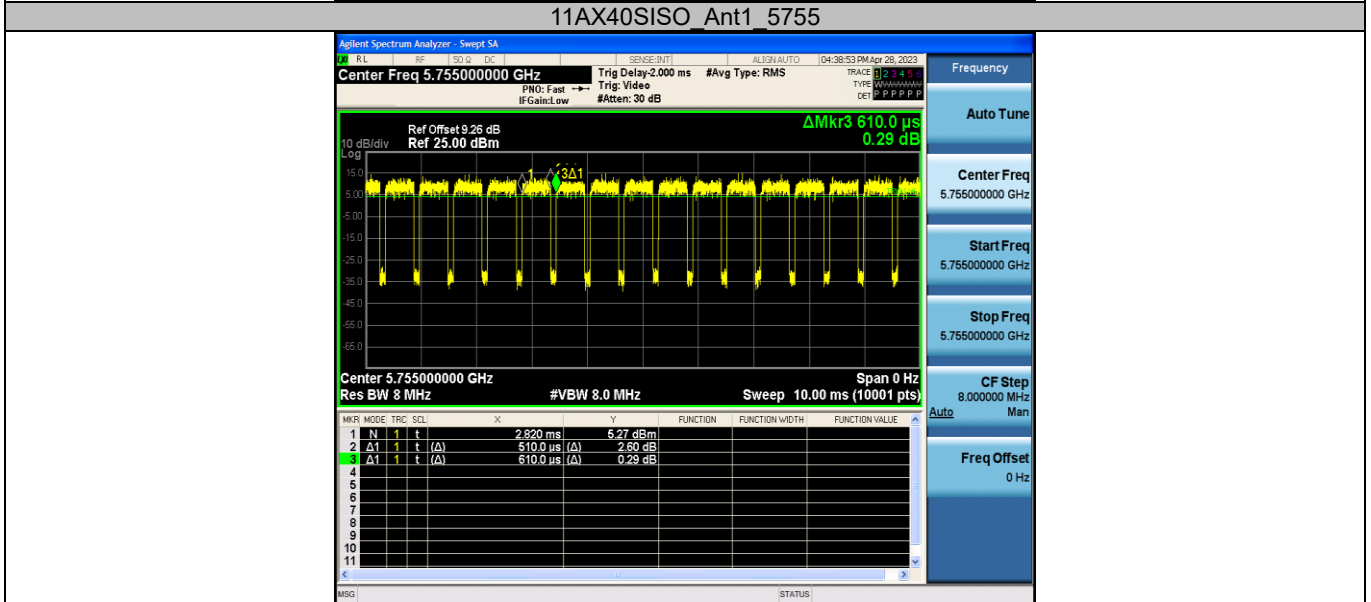 11AX40SISO_Ant1_5755
Agilent Spectrum Analyzer - Swept SA
RL RF 50 Ω DC SENSE:INT ALIGN AUTO 04:38:53 PM Apr 28, 2023
Center Freq 5.755000000 GHz
PNO: Fast
IFGain:Low
Trig Delay-2.000 ms
Trig: Video
#Atten: 30 dB
#Avg Type: RMS
TRACE 1 2 3 4 5 6
TYPE WWWWWW
DET P P P P P P
Frequency
Auto Tune
Center Freq
5.755000000 GHz
Start Freq
5.755000000 GHz
Stop Freq
5.755000000 GHz
CF Step
8.000000 MHz
Auto Man
Freq Offset
0 Hz
ΔMkr3 610.0 µs
0.29 dB
Ref Offset 9.26 dB
10 dB/div Ref 25.00 dBm
Log
15.0
5.00
-5.00
-15.0
-25.0
-35.0
-45.0
-55.0
-65.0
1
3Δ1
Center 5.755000000 GHz Span 0 Hz
Res BW 8 MHz #VBW 8.0 MHz Sweep 10.00 ms (10001 pts)
MKR MODE TRC SCL X Y FUNCTION FUNCTION WIDTH FUNCTION VALUE
1 N 1 t 2.820 ms 5.27 dBm
2 Δ1 1 t (Δ) 510.0 µs (Δ) 2.60 dB
3 Δ1 1 t (Δ) 610.0 µs (Δ) 0.29 dB
4
5
6
7
8
9
10
11
MSG STATUS